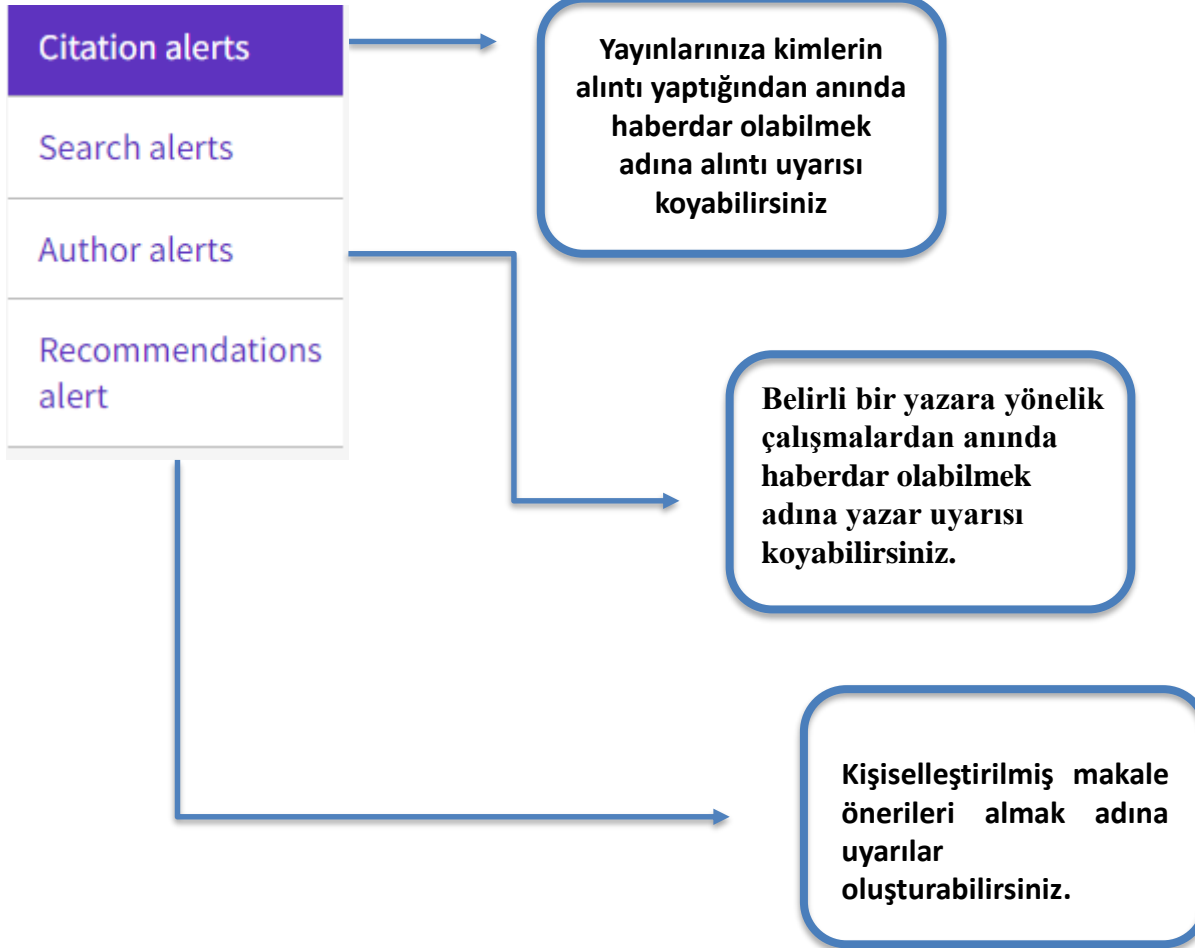 Citation alerts
Search alerts
Author alerts
Recommendations
alert
Yayınlarınıza kimlerin
alıntı yaptığından anında
haberdar olabilmek
adına alıntı uyarısı
koyabilirsiniz
Belirli bir yazara yönelik
çalışmalardan anında
haberdar olabilmek
adına yazar uyarısı
koyabilirsiniz.
Kişiselleştirilmiş makale
önerileri almak adına
uyarılar
oluşturabilirsiniz.